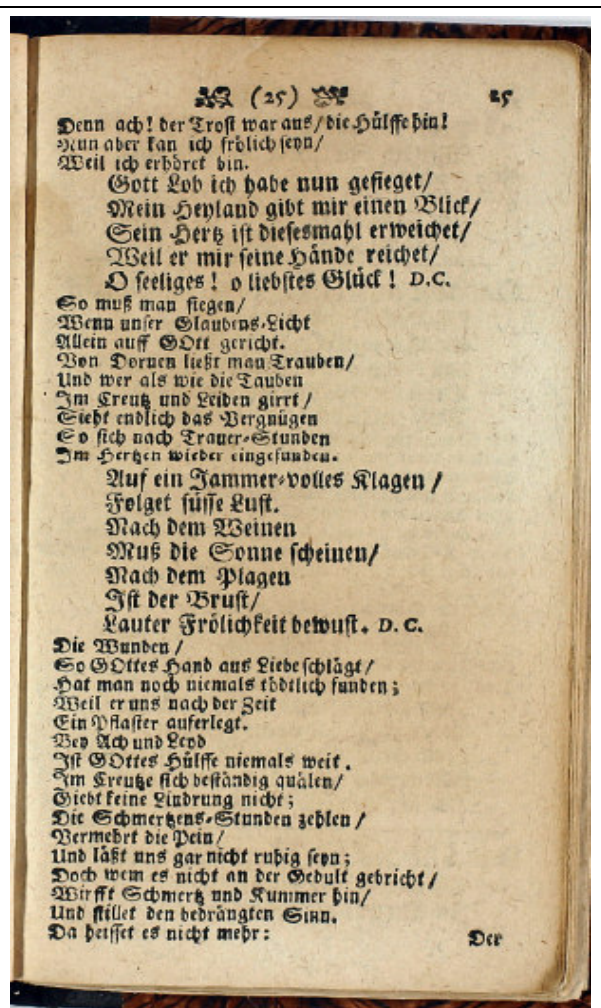 (25) 25
Denn ach! der Trost war aus/ die Hülffe hin!
Nun aber kan ich frölich seyn/
Weil ich erhöret bin.
Gott Lob ich habe nun gesieget/
Mein Heyland gibt mir einen Blick/
Sein Hertz ist diesesmahl erweichet/
Weil er mir seine Hände reichet/
O seeliges! o liebstes Glück! D.C.
So muß man siegen/
Wenn unser Glaubens-Licht
Allein auff GOtt gericht.
Von Dornen ließt man Trauben/
Und wer als wie die Tauben
Im Creutz und Leiden girrt/
Sieht endlich das Vergnügen
So sich nach Trauer-Stunden
Im Hertzen wieder eingefunden.
Auf ein Jammer-volles Klagen/
Folget süsse Lust.
Nach dem Weinen
Muß die Sonne scheinen/
Nach dem Plagen
Ist der Brust/
Lauter Frölichkeit bewust. D. C.
Die Wunden/
So GOttes Hand aus Liebe schlägt/
Hat man noch niemals tödtlich funden;
Weil er uns nach der Zeit
Ein Pflaster auferlegt.
Bey Ach und Leyd
Ist GOttes Hülffe niemals weit.
Im Creutze sich beständig quälen/
Giebt keine Lindrung nicht;
Die Schmertzens-Stunden zehlen/
Vermehrt die Pein/
Und läßt uns gar nicht ruhig seyn;
Doch wem es nicht an der Gedult gebricht/
Wirfft Schmertz und Kummer hin/
Und stillet den bedrängten Sinn.
Da heisset es nicht mehr:
Der